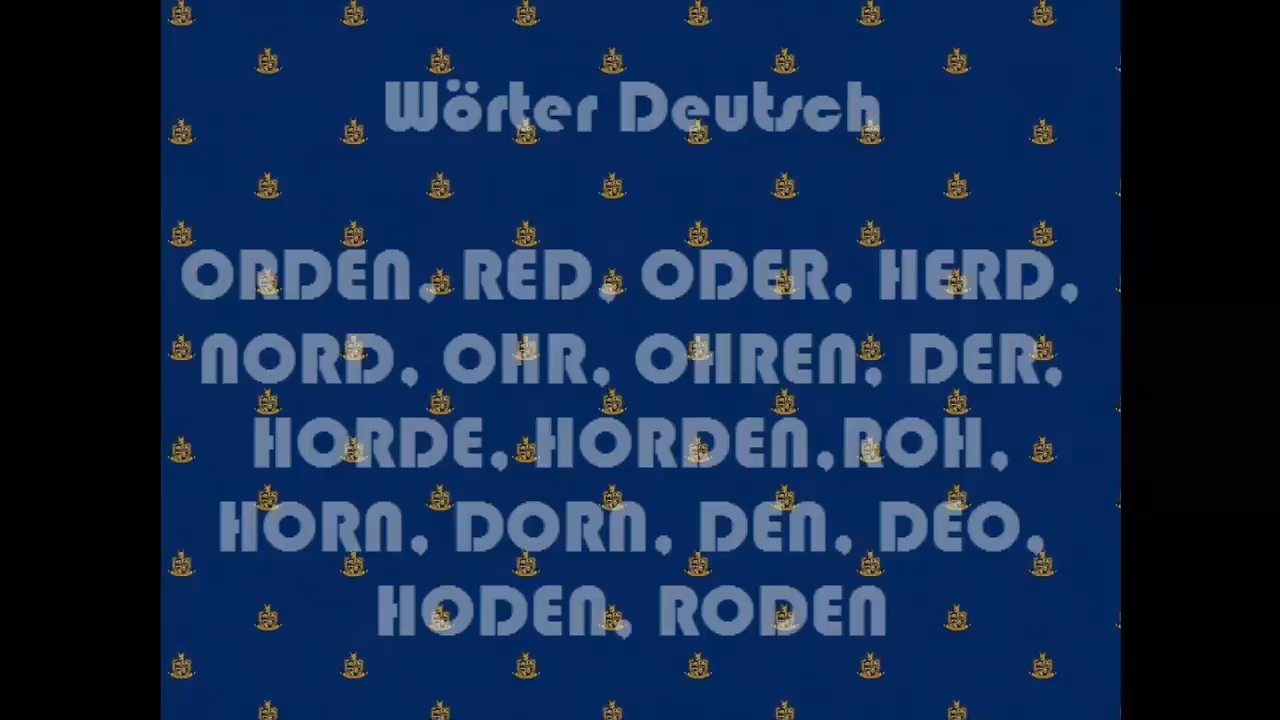 Wörter Deutsch
ORDEN, RED, ODER, HERD,
NORD, OHR, OHREN, DER,
HORDE, HORDEN,ROH,
HORN, DORN, DEN, DEO,
HODEN, RODEN